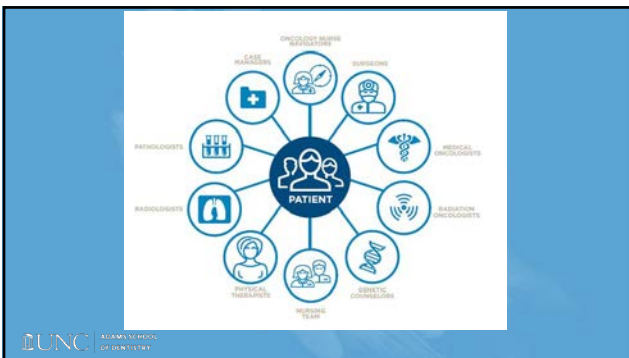 ONCOLOGY NURSE
NAVIGATORS
CASE
MANAGERS
SURGEONS
PATHOLOGISTS
MEDICAL
ONCOLOGISTS
PATIENT
RADIOLOGISTS
RADIATION
ONCOLOGISTS
PHYSICAL
THERAPISTS
GENETIC
COUNSELORS
NURSING
TEAM
UNC
ADAMS SCHOOL
OF DENTISTRY